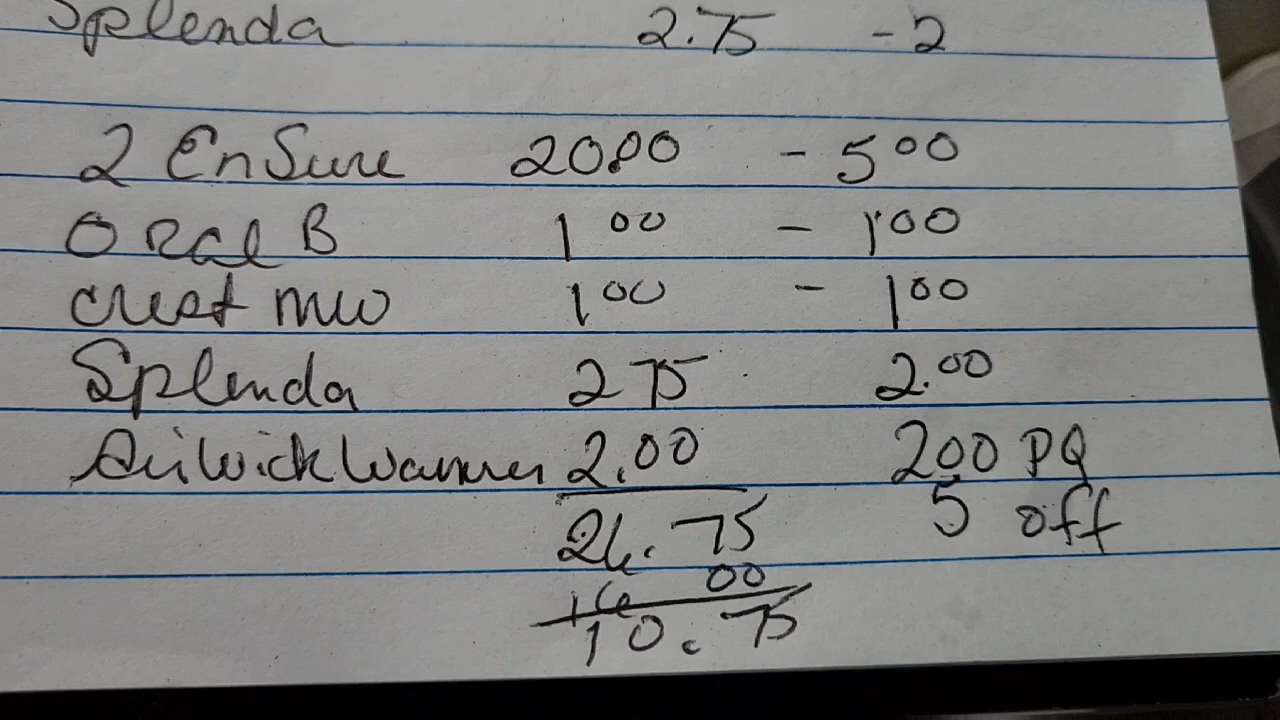 Splenda 2.75 - 2
2 EnSure 20.00 - 5 00
Oral B 1 00 - 1.00
Crest mw 1 00 - 1 00
Splenda 2 75 2.00
AirWick Warmer 2.00 200 PQ
26.75 5 off
16 00
10.75